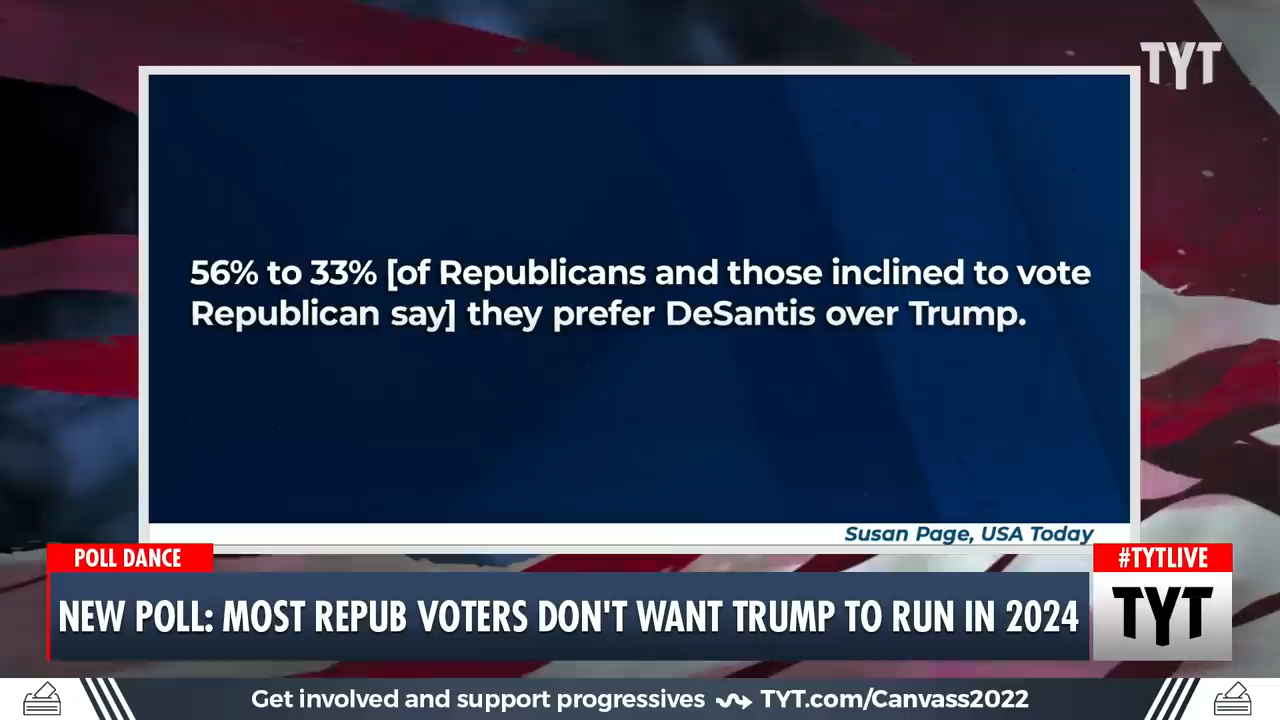 TYT
56% to 33% [of Republicans and those inclined to vote
Republican say] they prefer DeSantis over Trump.
Susan Page, USA Today
POLL DANCE
#TYTLIVE
NEW POLL: MOST REPUB VOTERS DON'T WANT TRUMP TO RUN IN 2024
TYT
Get involved and support progressives TYT.com/Canvass2022